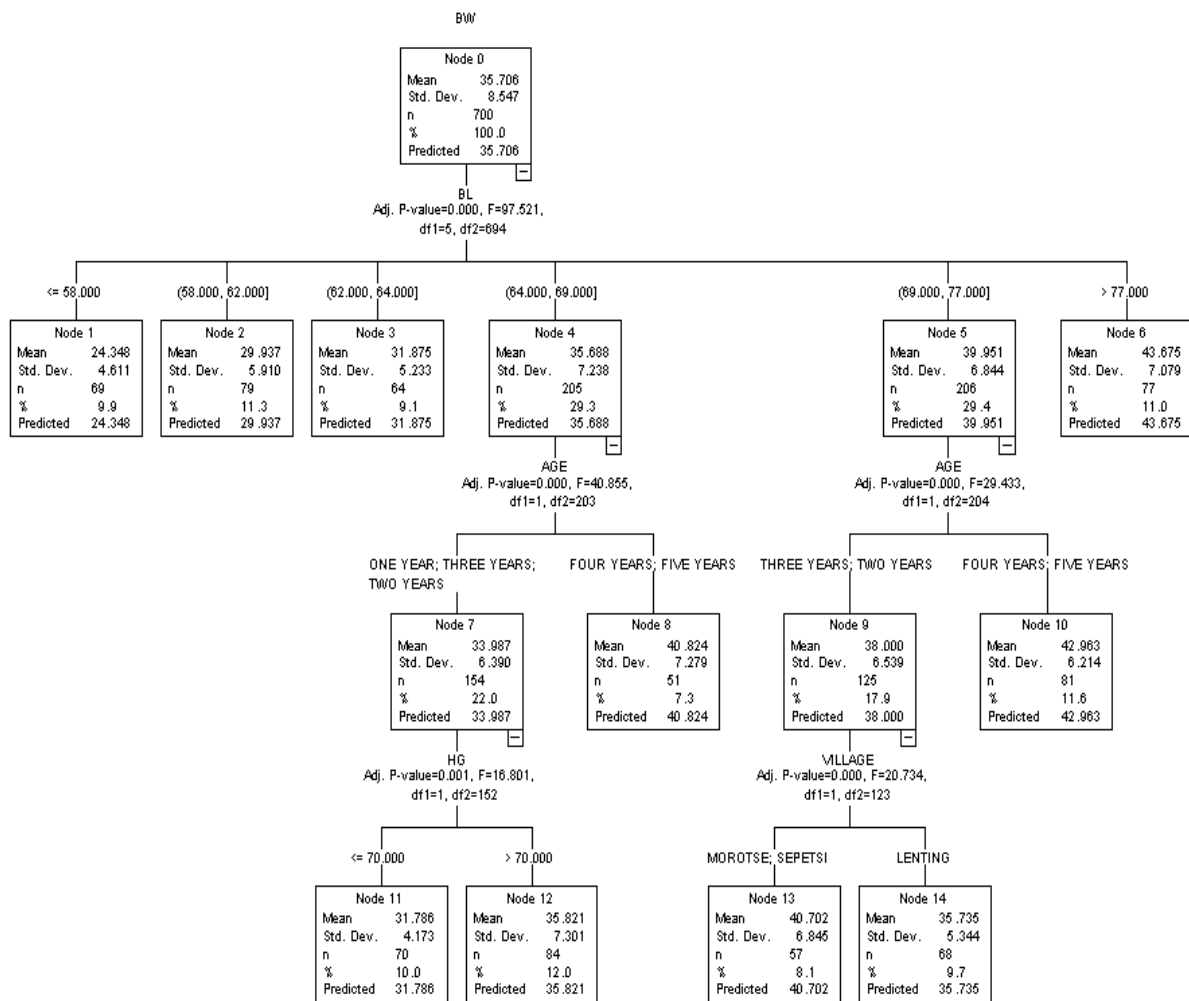 BW
Node 0
Mean 35.706
Std. Dev. 8.547
n 700
% 100.0
Predicted 35.706
BL
Adj. P-value=0.000, F=97.521,
df1=5, df2=694
<= 58.000
(58.000, 62.000]
(62.000, 64.000]
(64.000, 69.000]
(69.000, 77.000]
> 77.000
Node 1
Mean 24.348
Std. Dev. 4.611
n 69
% 9.9
Predicted 24.348
Node 2
Mean 29.937
Std. Dev. 5.910
n 79
% 11.3
Predicted 29.937
Node 3
Mean 31.875
Std. Dev. 5.233
n 64
% 9.1
Predicted 31.875
Node 4
Mean 35.688
Std. Dev. 7.238
n 205
% 29.3
Predicted 35.688
Node 5
Mean 39.951
Std. Dev. 6.844
n 206
% 29.4
Predicted 39.951
Node 6
Mean 43.675
Std. Dev. 7.079
n 77
% 11.0
Predicted 43.675
AGE
Adj. P-value=0.000, F=40.855,
df1=1, df2=203
AGE
Adj. P-value=0.000, F=29.433,
df1=1, df2=204
ONE YEAR; THREE YEARS;
TWO YEARS
FOUR YEARS; FIVE YEARS
THREE YEARS; TWO YEARS
FOUR YEARS; FIVE YEARS
Node 7
Mean 33.987
Std. Dev. 6.390
n 154
% 22.0
Predicted 33.987
Node 8
Mean 40.824
Std. Dev. 7.279
n 51
% 7.3
Predicted 40.824
Node 9
Mean 38.000
Std. Dev. 6.539
n 125
% 17.9
Predicted 38.000
Node 10
Mean 42.963
Std. Dev. 6.214
n 81
% 11.6
Predicted 42.963
HG
Adj. P-value=0.001, F=16.801,
df1=1, df2=152
VILLAGE
Adj. P-value=0.000, F=20.734,
df1=1, df2=123
<= 70.000
> 70.000
MOROTSE; SEPETSI
LENTING
Node 11
Mean 31.786
Std. Dev. 4.173
n 70
% 10.0
Predicted 31.786
Node 12
Mean 35.821
Std. Dev. 7.301
n 84
% 12.0
Predicted 35.821
Node 13
Mean 40.702
Std. Dev. 6.845
n 57
% 8.1
Predicted 40.702
Node 14
Mean 35.735
Std. Dev. 5.344
n 68
% 9.7
Predicted 35.735